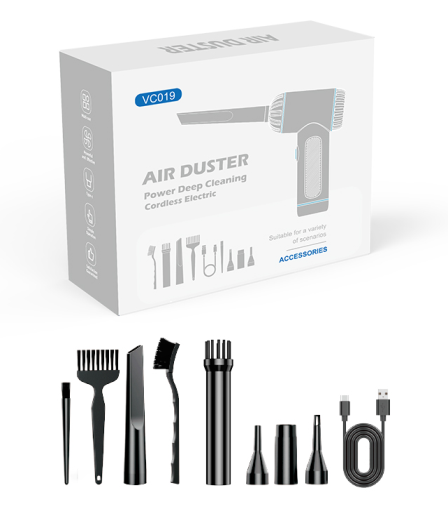 AIR DUSTER
VC019
AIR DUSTER
Power Deep Cleaning
Cordless Electric
Suitable for a variety
of scenarios
ACCESSORIES